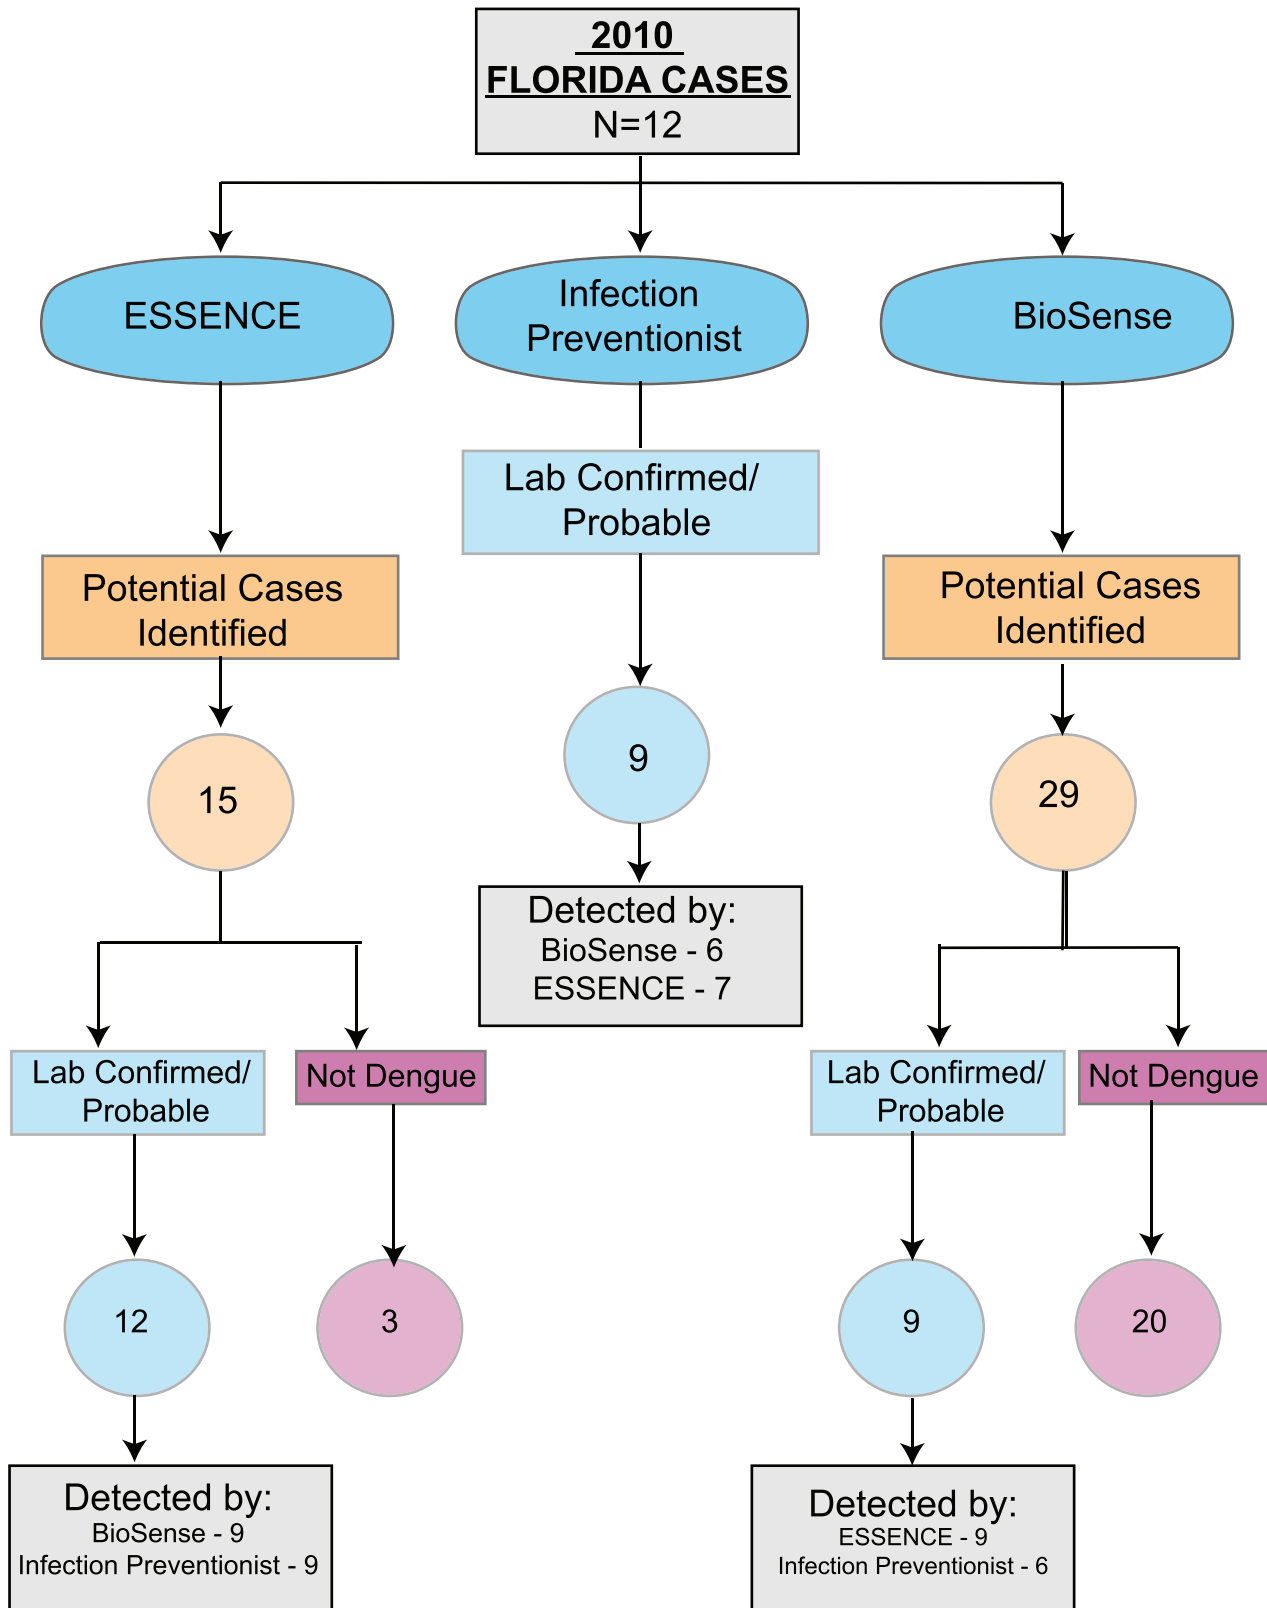 2010
FLORIDA CASES
N=12
ESSENCE
Infection
Preventionist
BioSense
Lab Confirmed/
Probable
Potential Cases
Identified
Potential Cases
Identified
9
15
29
Detected by:
BioSense - 6
ESSENCE - 7
Lab Confirmed/
Probable
Not Dengue
Lab Confirmed/
Probable
Not Dengue
12
3
9
20
Detected by:
BioSense - 9
Infection Preventionist - 9
Detected by:
ESSENCE - 9
Infection Preventionist - 6